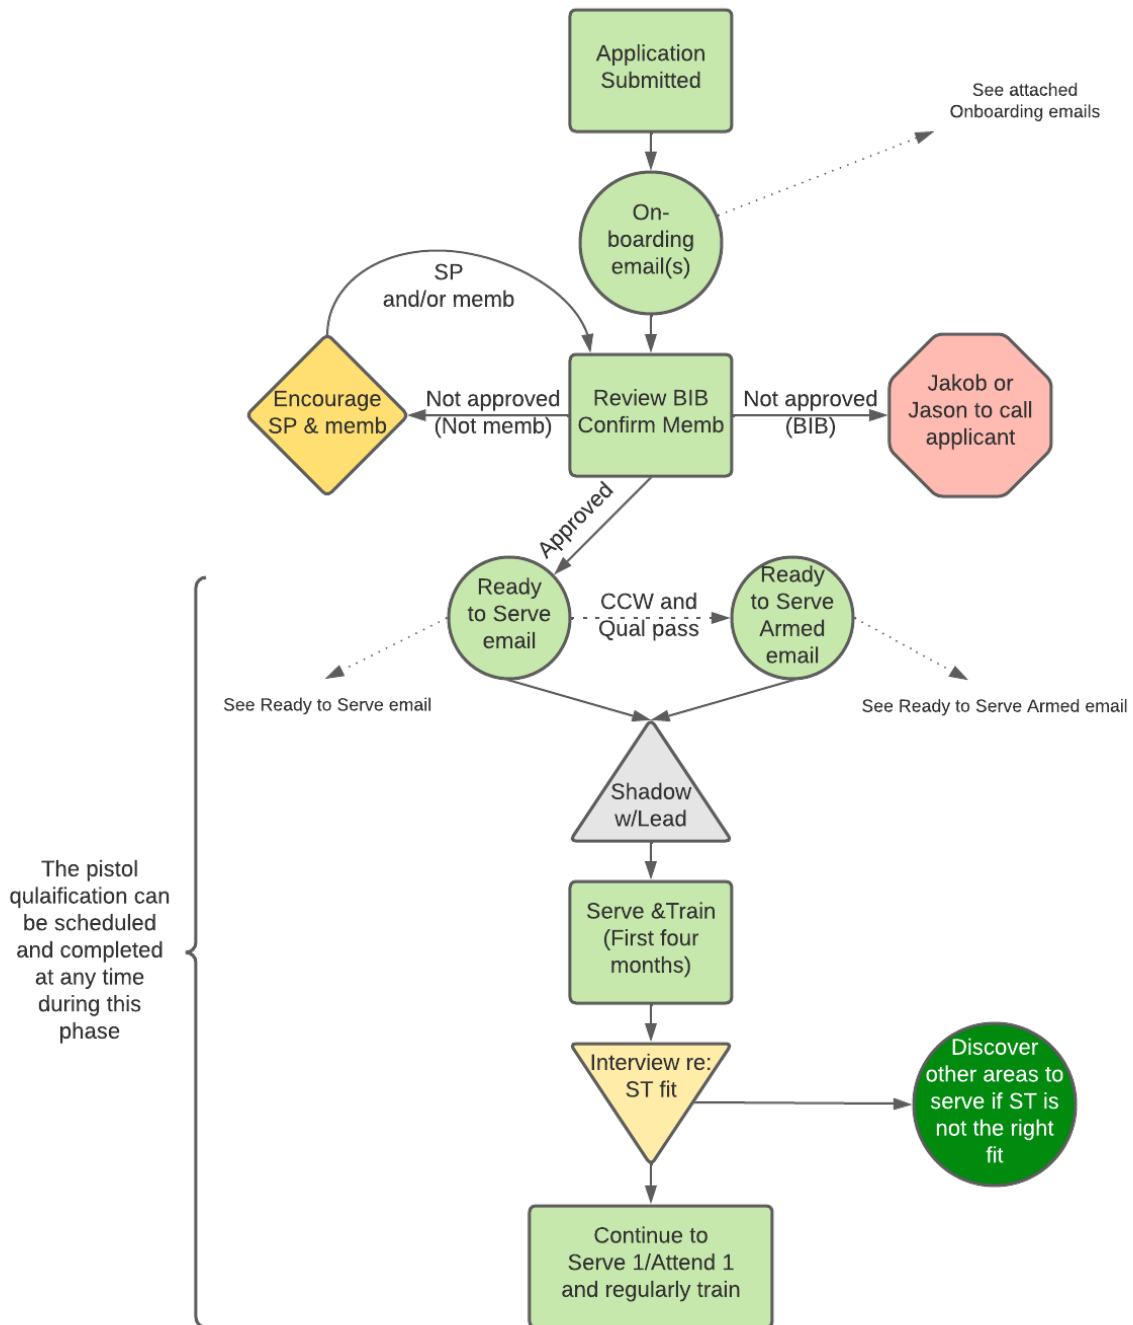 Application
Submitted
See attached
Onboarding emails
On-
boarding
email(s)
SP
and/or memb
Encourage
SP & memb
Not approved
(Not memb)
Review BIB
Confirm Memb
Not approved
(BIB)
Jakob or
Jason to call
applicant
Approved
Ready
to Serve
email
CCW and
Qual pass
Ready
to Serve
Armed
email
See Ready to Serve email
See Ready to Serve Armed email
Shadow
w/Lead
The pistol
qulaification can
be scheduled
and completed
at any time
during this
phase
Serve &Train
(First four
months)
Interview re:
ST fit
Discover
other areas to
serve if ST is
not the right
fit
Continue to
Serve 1/Attend 1
and regularly train